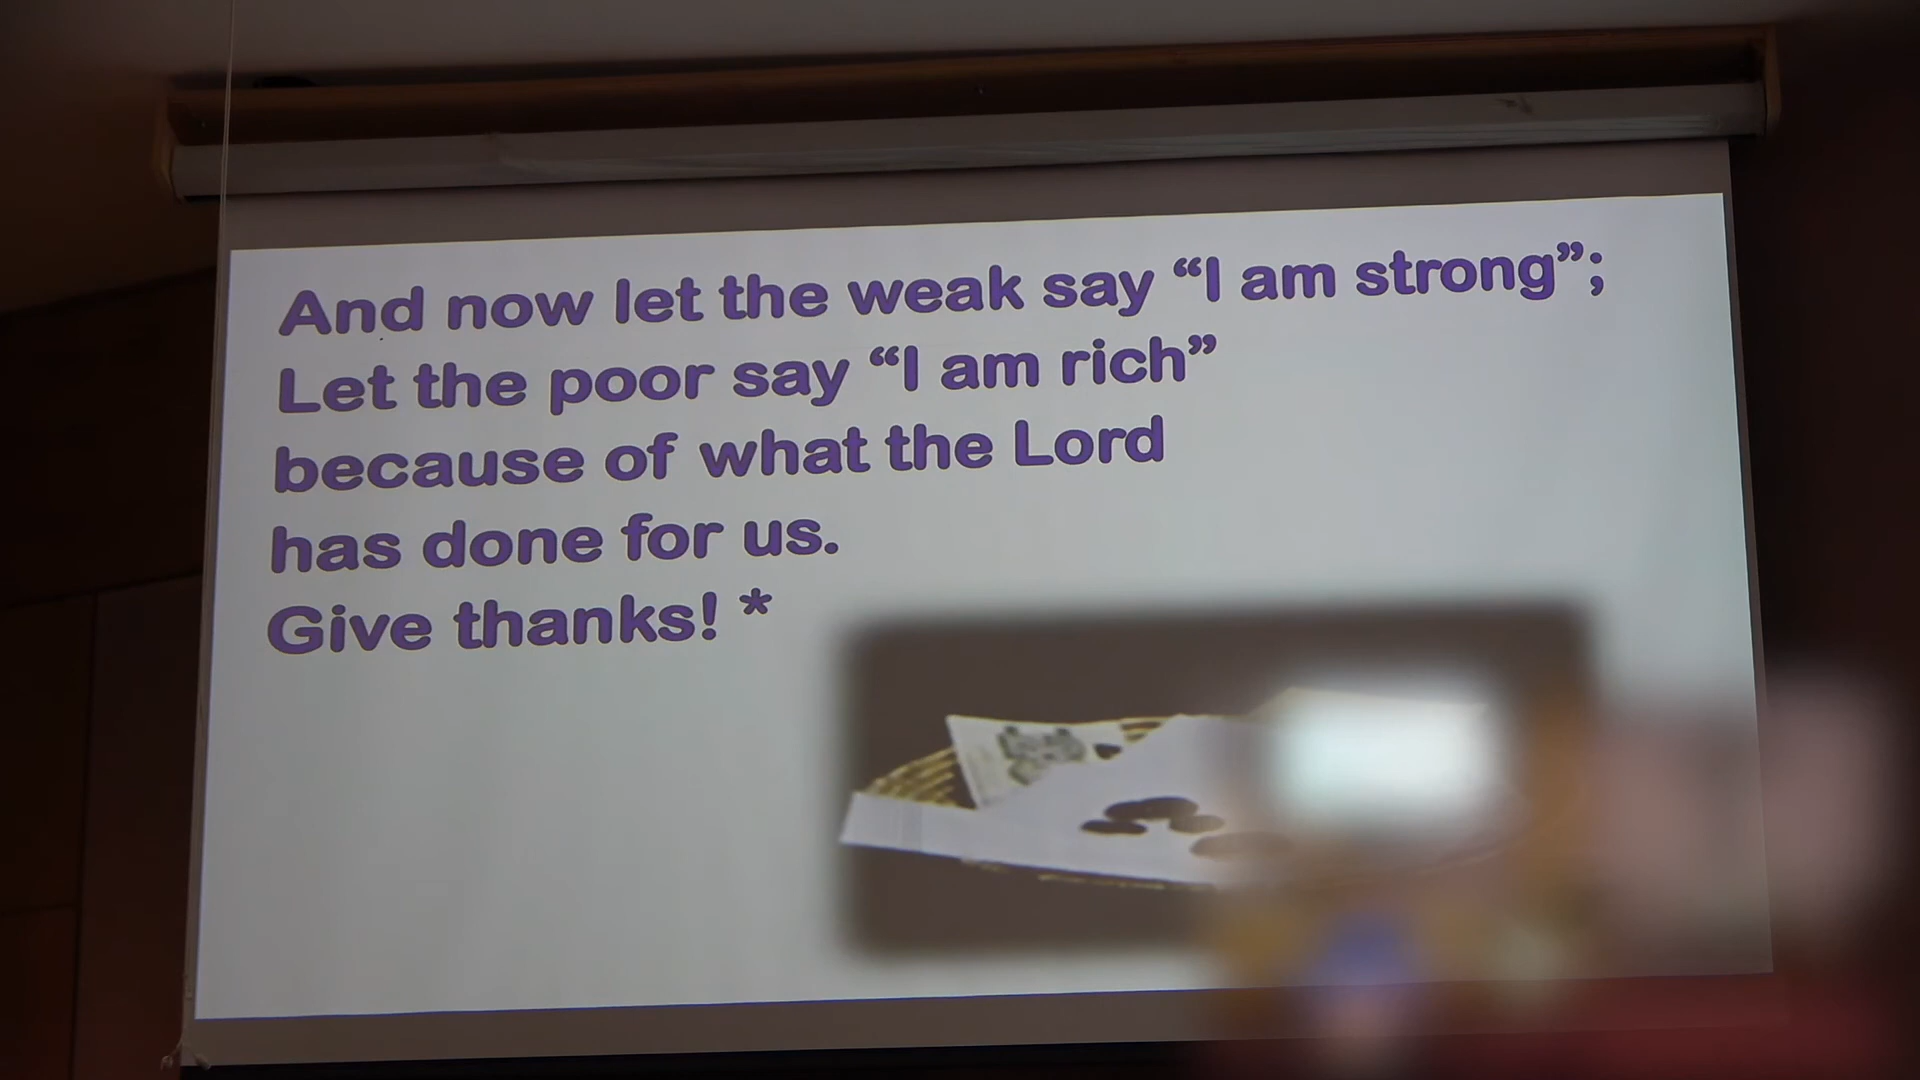 And now let the weak say “I am strong”;
Let the poor say “I am rich”
because of what the Lord
has done for us.
Give thanks! *